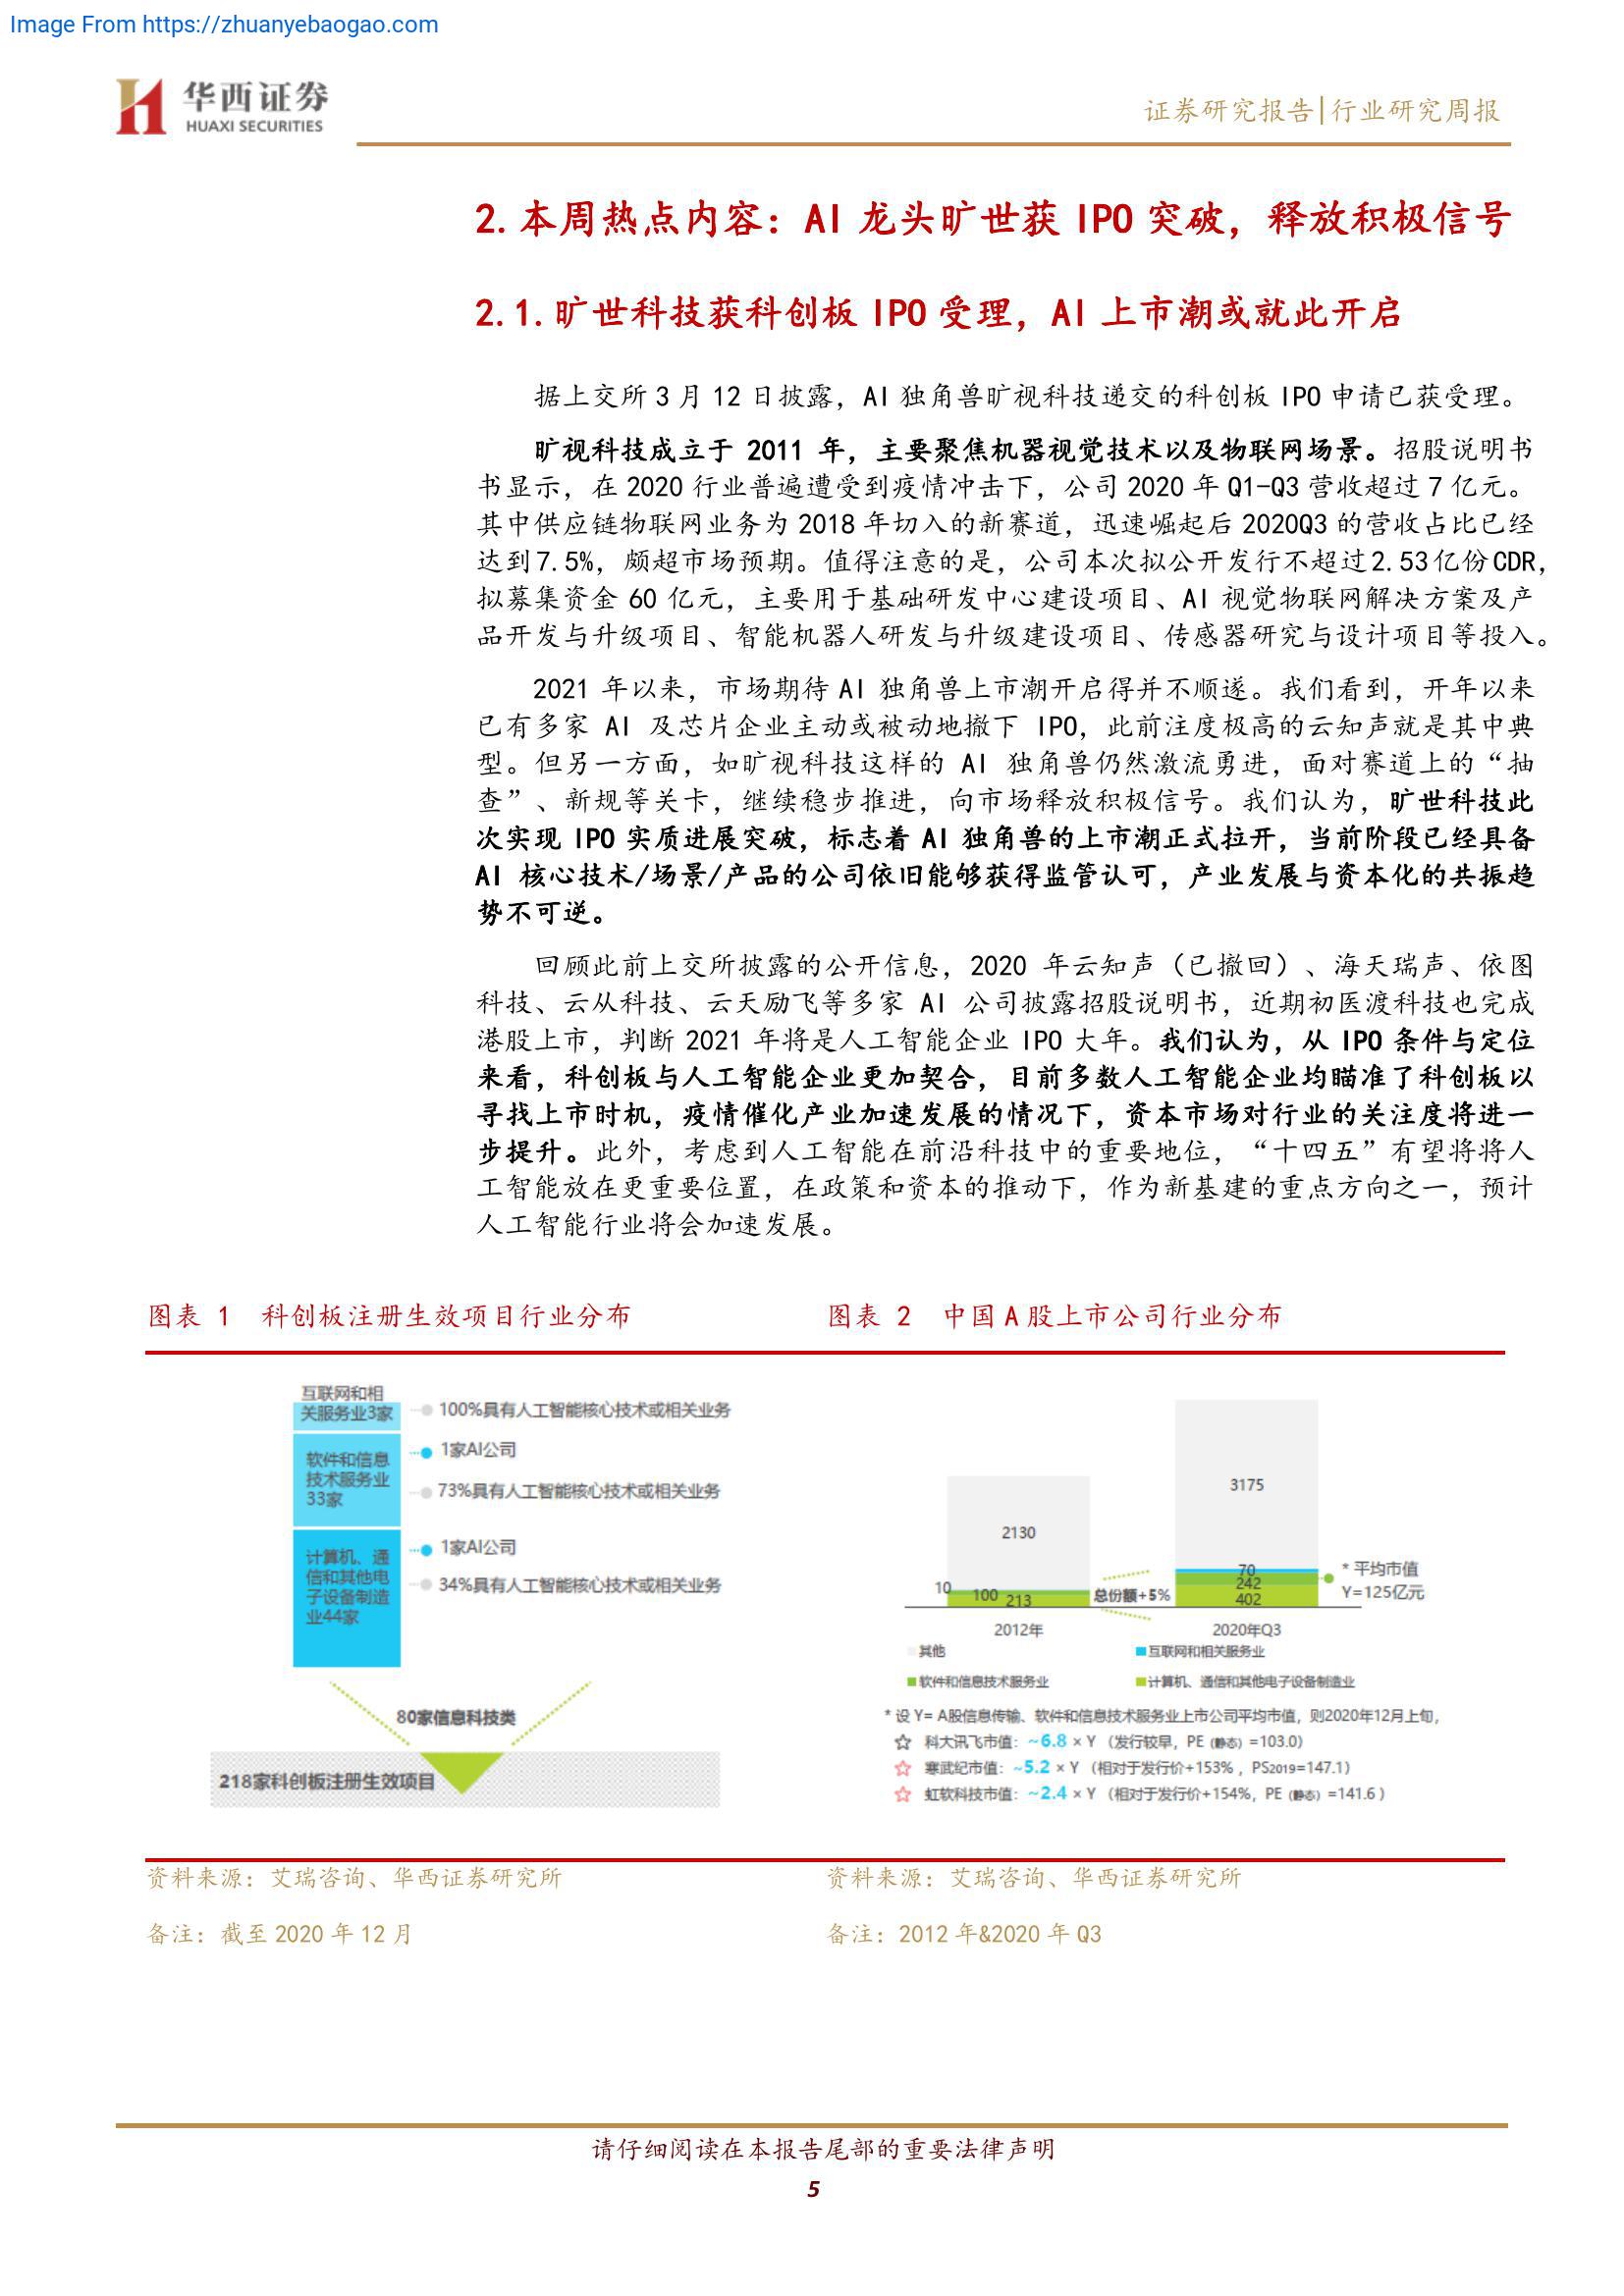 Image From https://zhuanyebaogao.com
华西证券
HUAXI SECURITIES
证券研究报告|行业研究周报
2.本周热点内容：AI 龙头旷世获 IPO 突破，释放积极信号
2.1.旷世科技获科创板 IPO 受理，AI 上市潮或就此开启
据上交所 3 月 12 日披露，AI 独角兽旷视科技递交的科创板 IPO 申请已获受理。
旷视科技成立于 2011 年，主要聚焦机器视觉技术以及物联网场景。招股说明书
书显示，在 2020 行业普遍遭受到疫情冲击下，公司 2020 年 Q1-Q3 营收超过 7 亿元。
其中供应链物联网业务为 2018 年切入的新赛道，迅速崛起后 2020Q3 的营收占比已经
达到 7.5%，颇超市场预期。值得注意的是，公司本次拟公开发行不超过 2.53 亿份 CDR，
拟募集资金 60 亿元，主要用于基础研发中心建设项目、AI 视觉物联网解决方案及产
品开发与升级项目、智能机器人研发与升级建设项目、传感器研究与设计项目等投入。
2021 年以来，市场期待 AI 独角兽上市潮开启得并不顺遂。我们看到，开年以来
已有多家 AI 及芯片企业主动或被动地撤下 IPO，此前注度极高的云知声就是其中典
型。但另一方面，如旷视科技这样的 AI 独角兽仍然激流勇进，面对赛道上的“抽
查”、新规等关卡，继续稳步推进，向市场释放积极信号。我们认为，旷世科技此
次实现 IPO 实质进展突破，标志着 AI 独角兽的上市潮正式拉开，当前阶段已经具备
AI 核心技术/场景/产品的公司依旧能够获得监管认可，产业发展与资本化的共振趋
势不可逆。
回顾此前上交所披露的公开信息，2020 年云知声（已撤回）、海天瑞声、依图
科技、云从科技、云天励飞等多家 AI 公司披露招股说明书，近期初医渡科技也完成
港股上市，判断 2021 年将是人工智能企业 IPO 大年。我们认为，从 IPO 条件与定位
来看，科创板与人工智能企业更加契合，目前多数人工智能企业均瞄准了科创板以
寻找上市时机，疫情催化产业加速发展的情况下，资本市场对行业的关注度将进一
步提升。此外，考虑到人工智能在前沿科技中的重要地位，“十四五”有望将将人
工智能放在更重要位置，在政策和资本的推动下，作为新基建的重点方向之一，预计
人工智能行业将会加速发展。
图表 1 科创板注册生效项目行业分布
互联网和相
关服务业3家
100%具有人工智能核心技术或相关业务
软件和信息
技术服务业
33家
1家AI公司
73%具有人工智能核心技术或相关业务
计算机、通
信和其他电
子设备制造
业44家
1家AI公司
34%具有人工智能核心技术或相关业务
80家信息科技类
218家科创板注册生效项目
资料来源：艾瑞咨询、华西证券研究所
备注：截至 2020 年 12 月
图表 2 中国 A 股上市公司行业分布
2130
10
100
213
总份额+5%
3175
70
242
402
* 平均市值
Y=125亿元
2012年
2020年Q3
其他
互联网和相关服务业
软件和信息技术服务业
计算机、通信和其他电子设备制造业
* 设 Y= A股信息传输、软件和信息技术服务业上市公司平均市值，则2020年12月上旬，
科大讯飞市值：~6.8 × Y （发行较早，PE（静态）=103.0）
寒武纪市值：~5.2 × Y （相对于发行价+153%，PS2019=147.1）
虹软科技市值：~2.4 × Y （相对于发行价+154%，PE（静态）=141.6）
资料来源：艾瑞咨询、华西证券研究所
备注：2012 年&2020 年 Q3
请仔细阅读在本报告尾部的重要法律声明
5